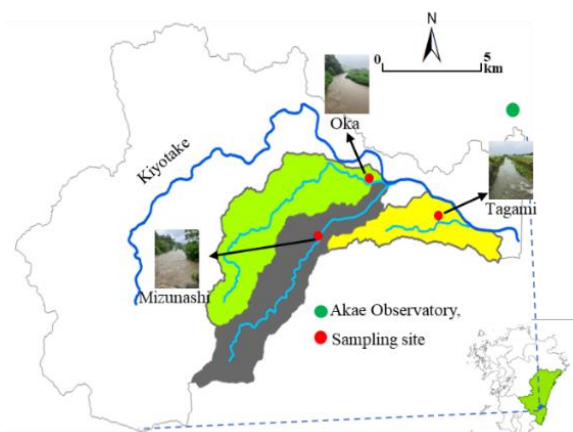 N
0
5
km
Oka
Kiyotake
Tagami
Mizunashi
Akae Observatory,
Sampling site